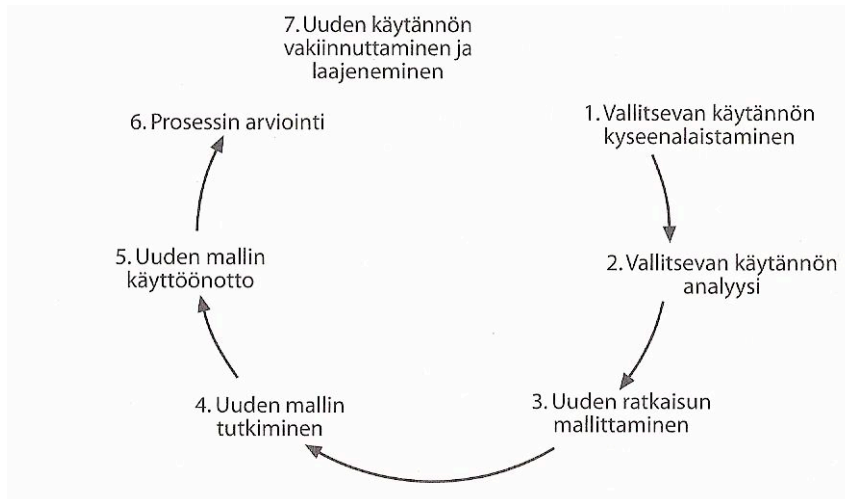 7. Uuden käytännön
vakiinnuttaminen ja
laajeneminen
6. Prosessin arviointi
1. Vallitsevan käytännön
kyseenalaistaminen
5. Uuden mallin
käyttöönotto
2. Vallitsevan käytännön
analyysi
4. Uuden mallin
tutkiminen
3. Uuden ratkaisun
mallittaminen